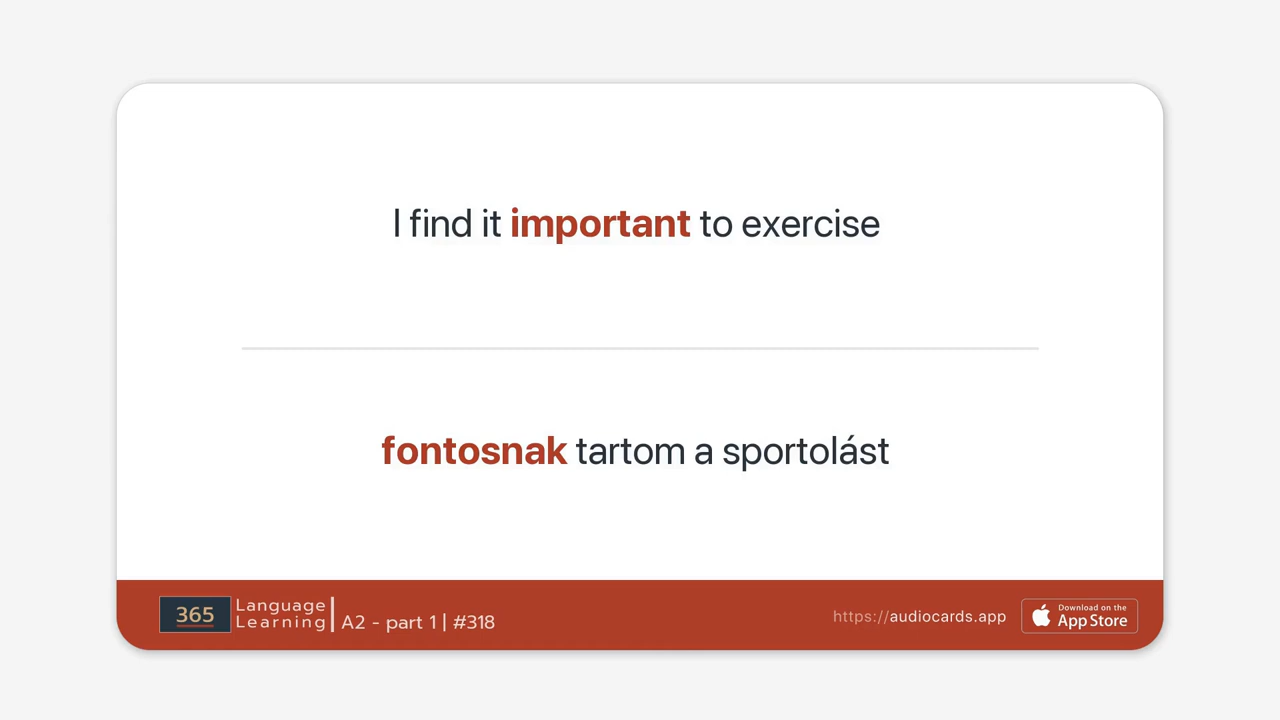 I find it important to exercise
fontosnak tartom a sportolást
365 Language Learning
A2 - part 1 | #318
https://audiocards.app
Download on the
App Store